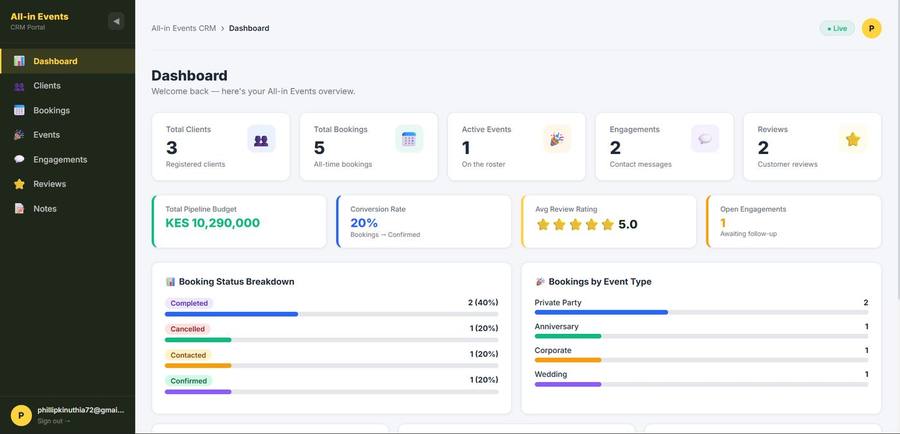 All-in Events
CRM Portal
Dashboard
Clients
Bookings
Events
Engagements
Reviews
Notes
P
phillipkinuthia72@gmai...
Sign out →
All-in Events CRM › Dashboard
● Live
P
Dashboard
Welcome back — here's your All-in Events overview.
Total Clients
3
Registered clients
Total Bookings
5
All-time bookings
Active Events
1
On the roster
Engagements
2
Contact messages
Reviews
2
Customer reviews
Total Pipeline Budget
KES 10,290,000
Conversion Rate
20%
Bookings → Confirmed
Avg Review Rating
5.0
Open Engagements
1
Awaiting follow-up
Booking Status Breakdown
Completed 2 (40%)
Cancelled 1 (20%)
Contacted 1 (20%)
Confirmed 1 (20%)
Bookings by Event Type
Private Party 2
Anniversary 1
Corporate 1
Wedding 1